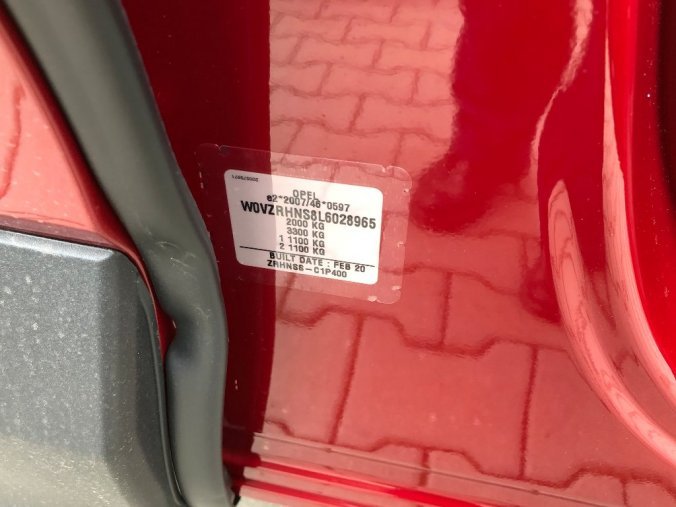 OPEL
e2*2007/46*0597
W0VZRHNS8L6028965
2000 KG
3300 KG
1 1100 KG
2 1100 KG
BUILT DATE : FEB 20
ZRHNS8-C1P400